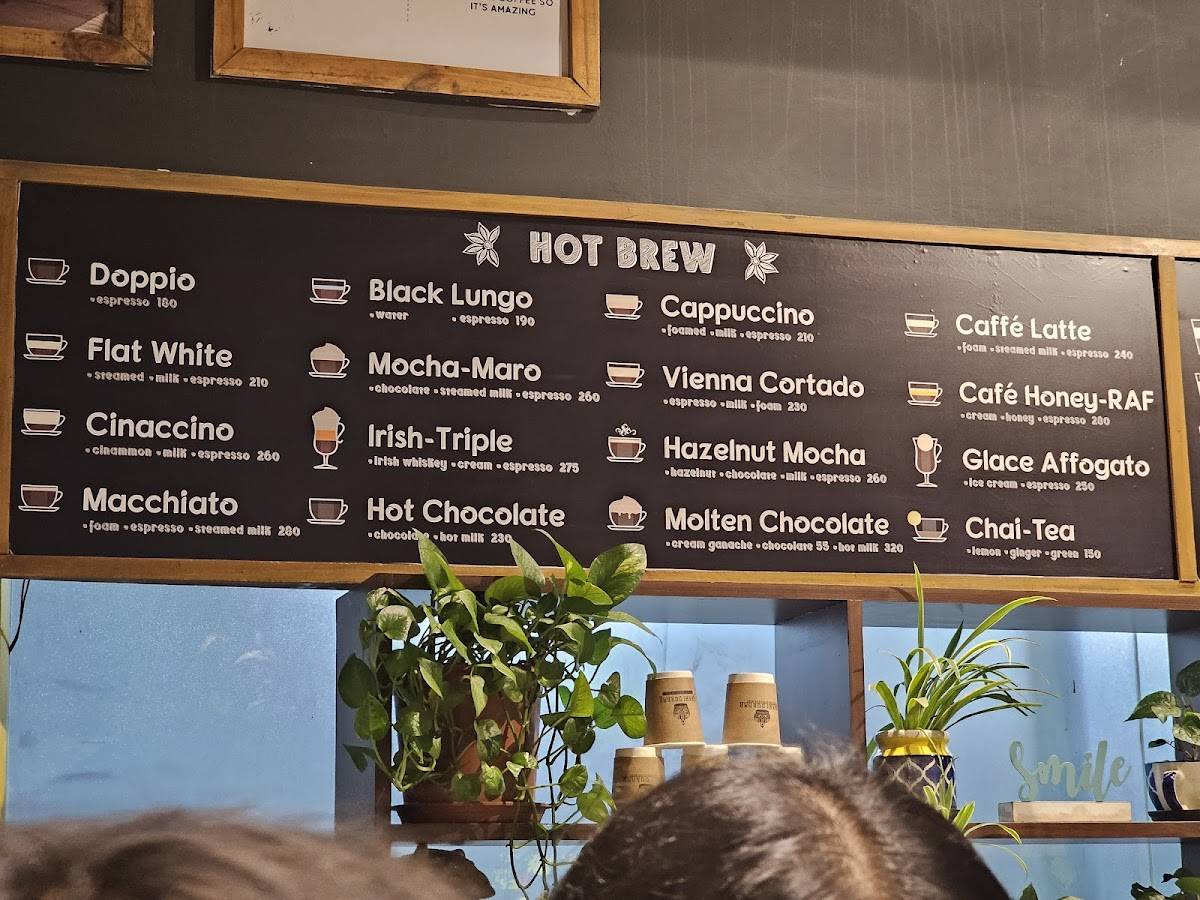 IT'S AMAZING
HOT BREW
Doppio
•espresso 180
Flat White
•steamed •milk •espresso 210
Cinaccino
•cinammon •milk •espresso 260
Macchiato
•foam •espresso •steamed milk 280
Black Lungo
•water •espresso 190
Mocha-Maro
•chocolate •steamed milk •espresso 260
Irish-Triple
•irish whiskey •cream •espresso 275
Hot Chocolate
•chocolate •hot milk 230
Cappuccino
•foamed •milk •espresso 210
Vienna Cortado
•espresso •milk •foam 230
Hazelnut Mocha
•hazelnut •chocolate •milk •espresso 260
Molten Chocolate
•cream ganache •chocolate 55 •hot milk 320
Caffé Latte
•foam •steamed milk •espresso 240
Café Honey-RAF
•cream •honey •espresso 280
Glace Affogato
•ice cream •espresso 250
Chai-Tea
•lemon •ginger •green 150
Smile